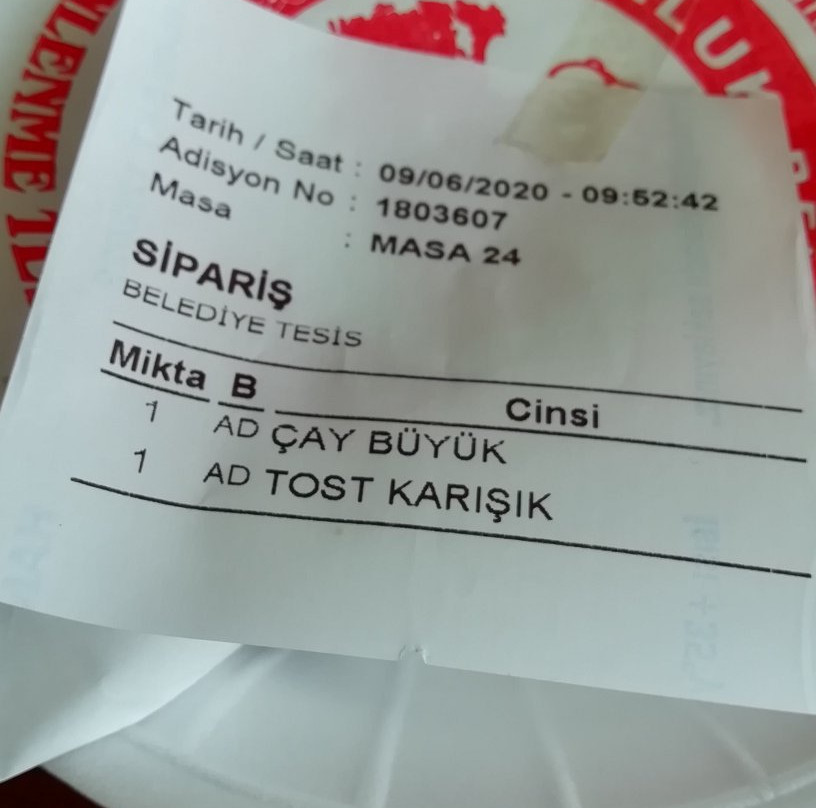 Tarih / Saat : 09/06/2020 - 09:52:42
Adisyon No : 1803607
Masa : MASA 24
SİPARİŞ
BELEDİYE TESİS
Mikta B Cinsi
1 AD ÇAY BÜYÜK
1 AD TOST KARIŞIK